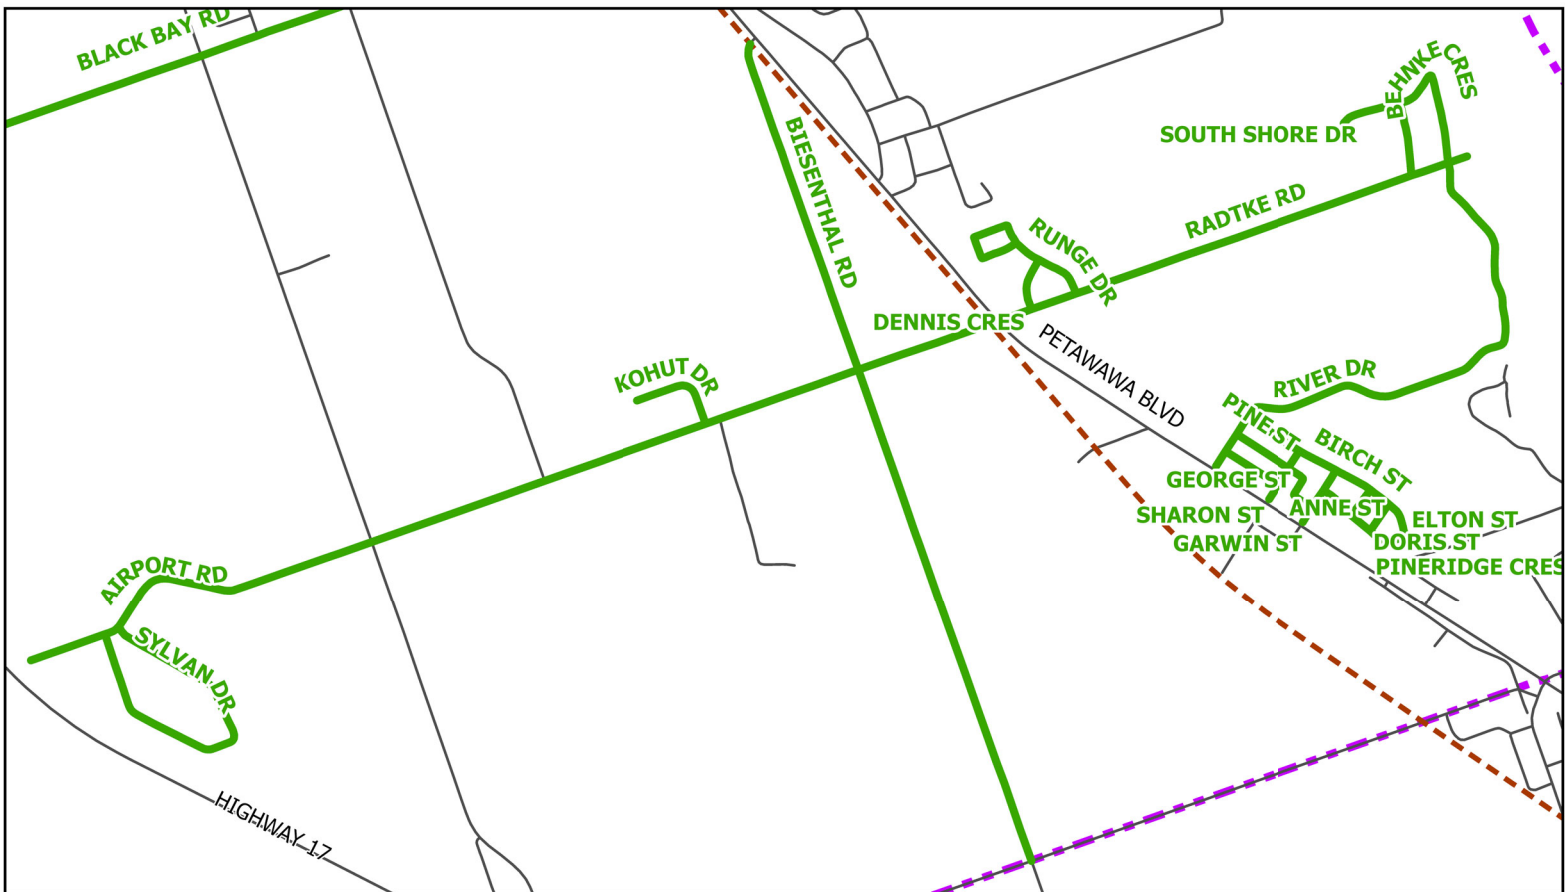 BLACK BAY RD
BEHNKE CRES
SOUTH SHORE DR
BIESENTHAL RD
RADTKE RD
RUNGE DR
DENNIS CRES
PETAWAWA BLVD
KOHUT DR
RIVER DR
PINE ST
BIRCH ST
GEORGE ST
ANNE ST
SHARON ST
ELTON ST
GARWIN ST
DORIS ST
PINERIDGE CRES
AIRPORT RD
SYLVAN DR
HIGHWAY 17